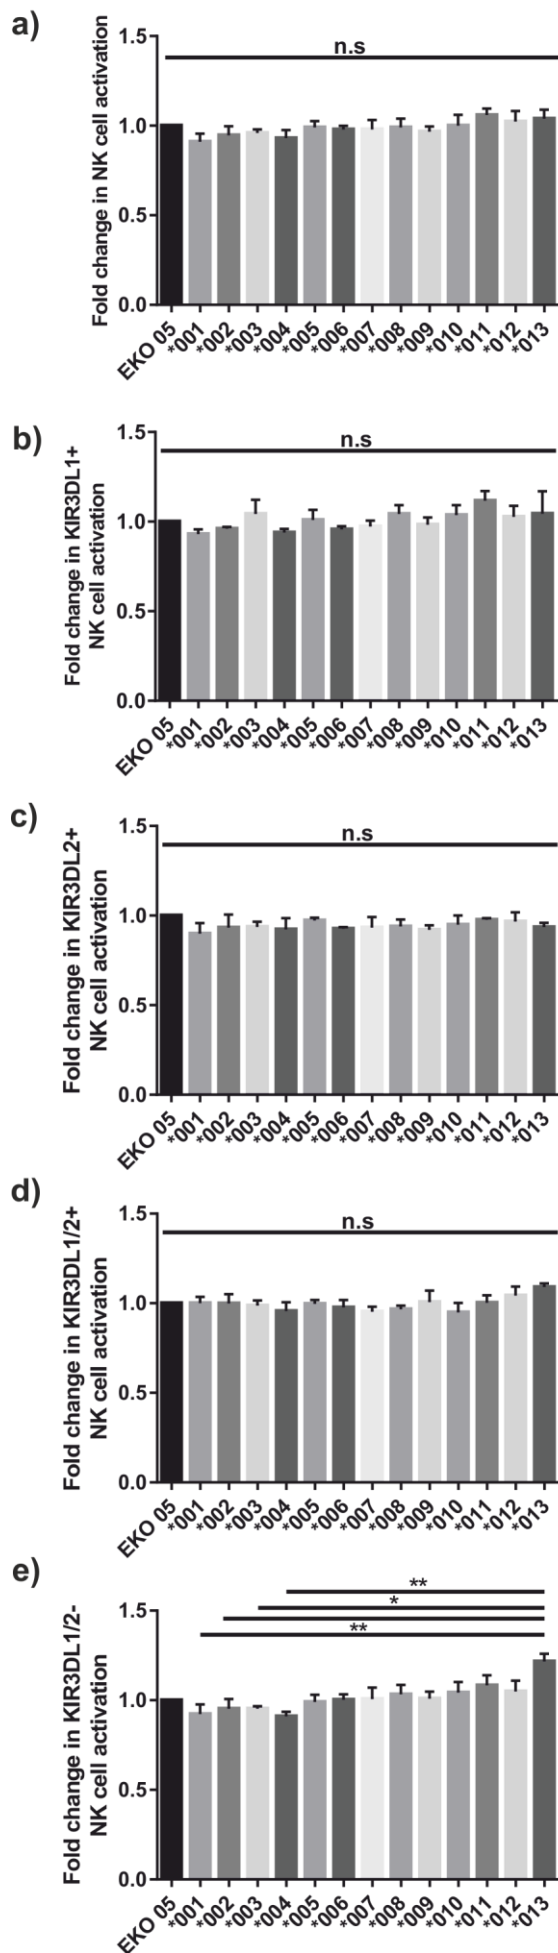 a)
Fold change in NK cell activation
n.s
1.5
1.0
0.5
0.0
EKO 05 *001 *002 *003 *004 *005 *006 *007 *008 *009 *010 *011 *012 *013
b)
Fold change in KIR3DL1+
NK cell activation
n.s
1.5
1.0
0.5
0.0
EKO 05 *001 *002 *003 *004 *005 *006 *007 *008 *009 *010 *011 *012 *013
c)
Fold change in KIR3DL2+
NK cell activation
n.s
1.5
1.0
0.5
0.0
EKO 05 *001 *002 *003 *004 *005 *006 *007 *008 *009 *010 *011 *012 *013
d)
Fold change in KIR3DL1/2+
NK cell activation
n.s
1.5
1.0
0.5
0.0
EKO 05 *001 *002 *003 *004 *005 *006 *007 *008 *009 *010 *011 *012 *013
e)
Fold change in KIR3DL1/2-
NK cell activation
**
*
**
1.5
1.0
0.5
0.0
EKO 05 *001 *002 *003 *004 *005 *006 *007 *008 *009 *010 *011 *012 *013